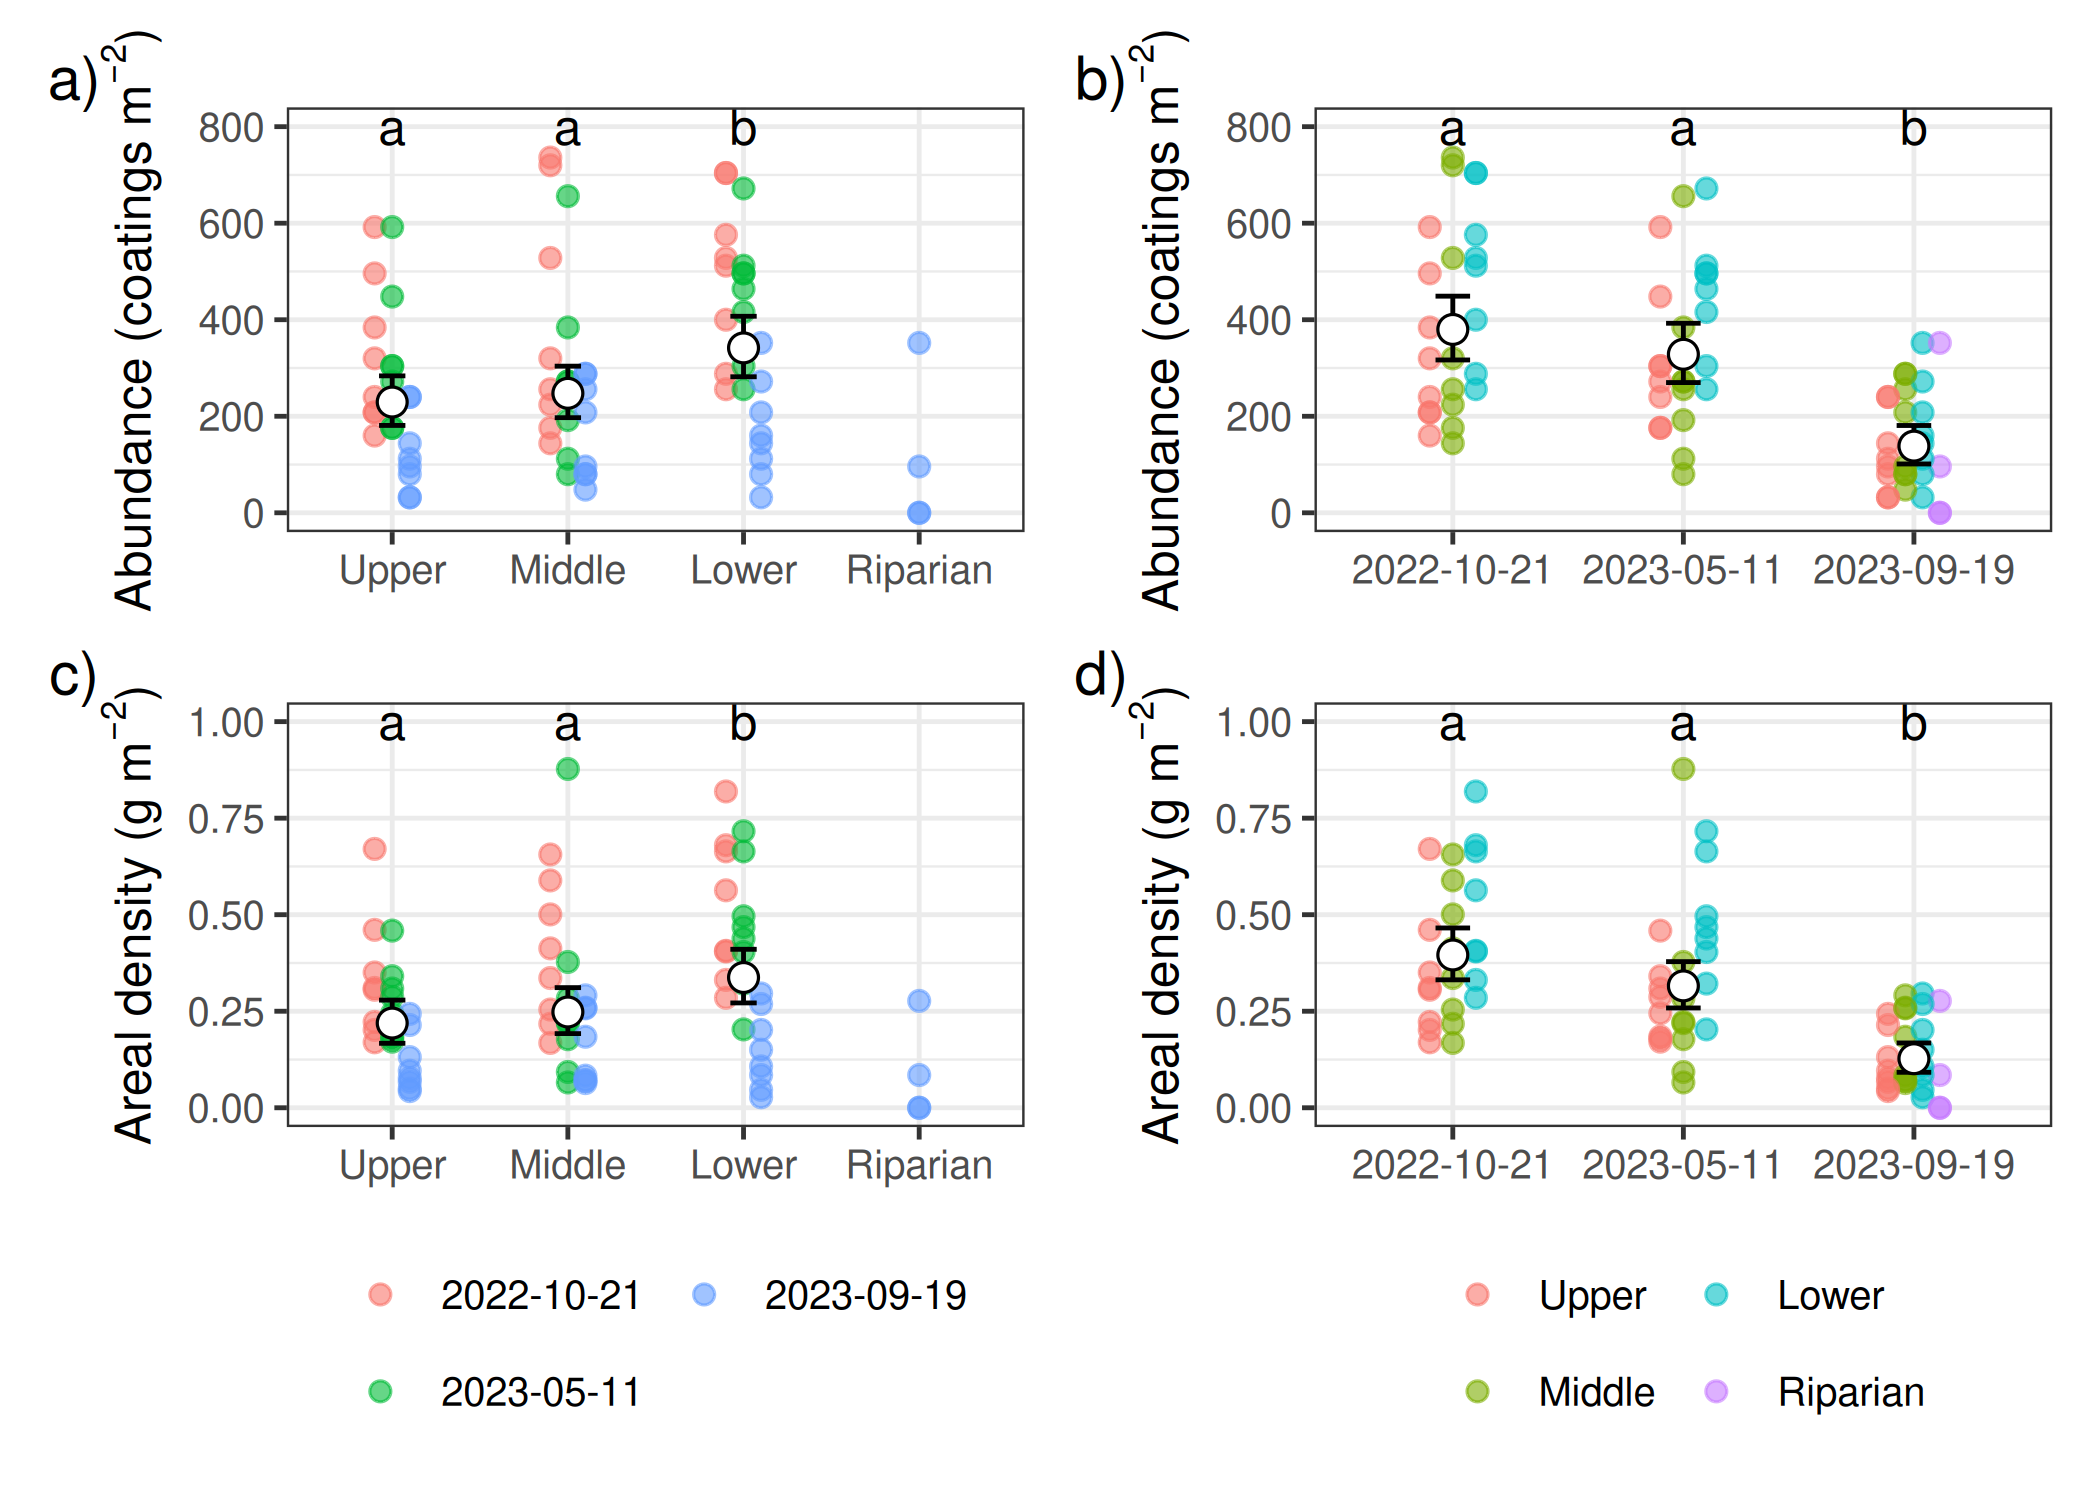 a)
Abundance (coatings m⁻²)
800
600
400
200
0
a a b
Upper Middle Lower Riparian
b)
Abundance (coatings m⁻²)
800
600
400
200
0
a a b
2022-10-21 2023-05-11 2023-09-19
c)
Areal density (g m⁻²)
1.00
0.75
0.50
0.25
0.00
a a b
Upper Middle Lower Riparian
d)
Areal density (g m⁻²)
1.00
0.75
0.50
0.25
0.00
a a b
2022-10-21 2023-05-11 2023-09-19
2022-10-21 2023-09-19
2023-05-11
Upper Lower
Middle Riparian